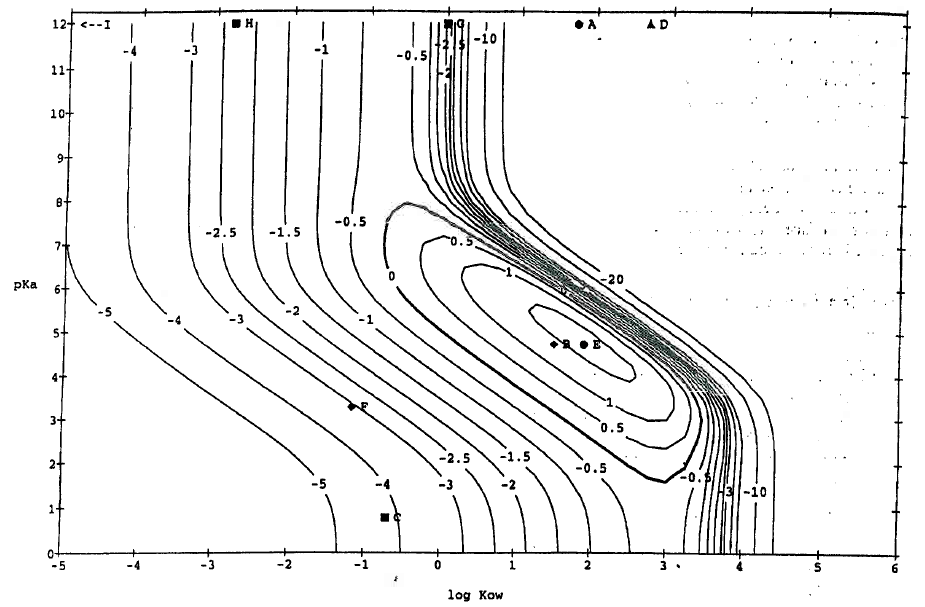 12 <--I H G A D
-4 -3 -1 -0.5 -2.5 -10
-2
11
10
9
8
-2.5 -1.5 -0.5
7 0.5
pKa 6 0 1 -20
-5 -4 -3 -2 -1
5 B E
4
1
3 F 0.5
2 -2.5 -1.5 -0.5 -0.5
-5 -4 -3 -2 -3 -10
1 C
0
-5 -4 -3 -2 -1 0 1 2 3 4 5 6
log Kow